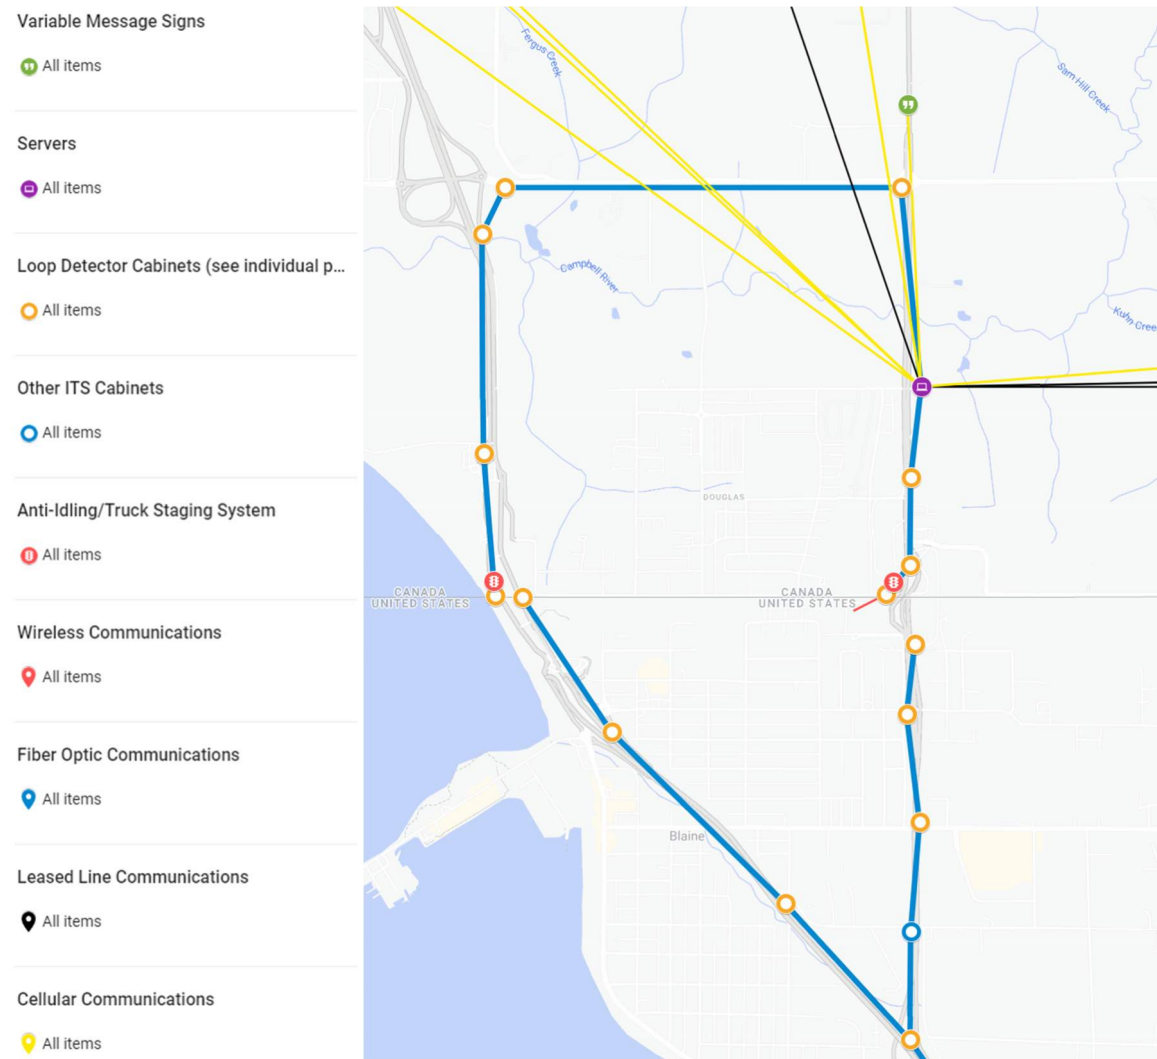 Variable Message Signs
All items
Servers
All items
Loop Detector Cabinets (see individual p...
All items
Other ITS Cabinets
All items
Anti-Idling/Truck Staging System
All items
Wireless Communications
All items
Fiber Optic Communications
All items
Leased Line Communications
All items
Cellular Communications
All items
Fergus Creek
Sam Hill Creek
Campbell River
Kuhn Cree
DOUGLAS
CANADA
UNITED STATES
CANADA
UNITED STATES
Blaine